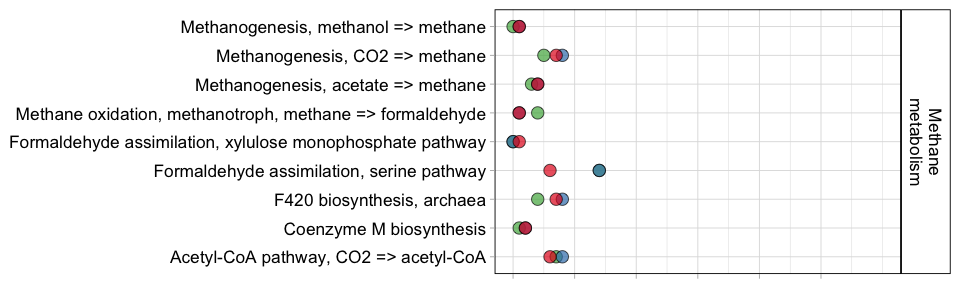 Methanogenesis, methanol => methane
Methanogenesis, CO2 => methane
Methanogenesis, acetate => methane
Methane oxidation, methanotroph, methane => formaldehyde
Formaldehyde assimilation, xylulose monophosphate pathway
Formaldehyde assimilation, serine pathway
F420 biosynthesis, archaea
Coenzyme M biosynthesis
Acetyl-CoA pathway, CO2 => acetyl-CoA
Methane
metabolism